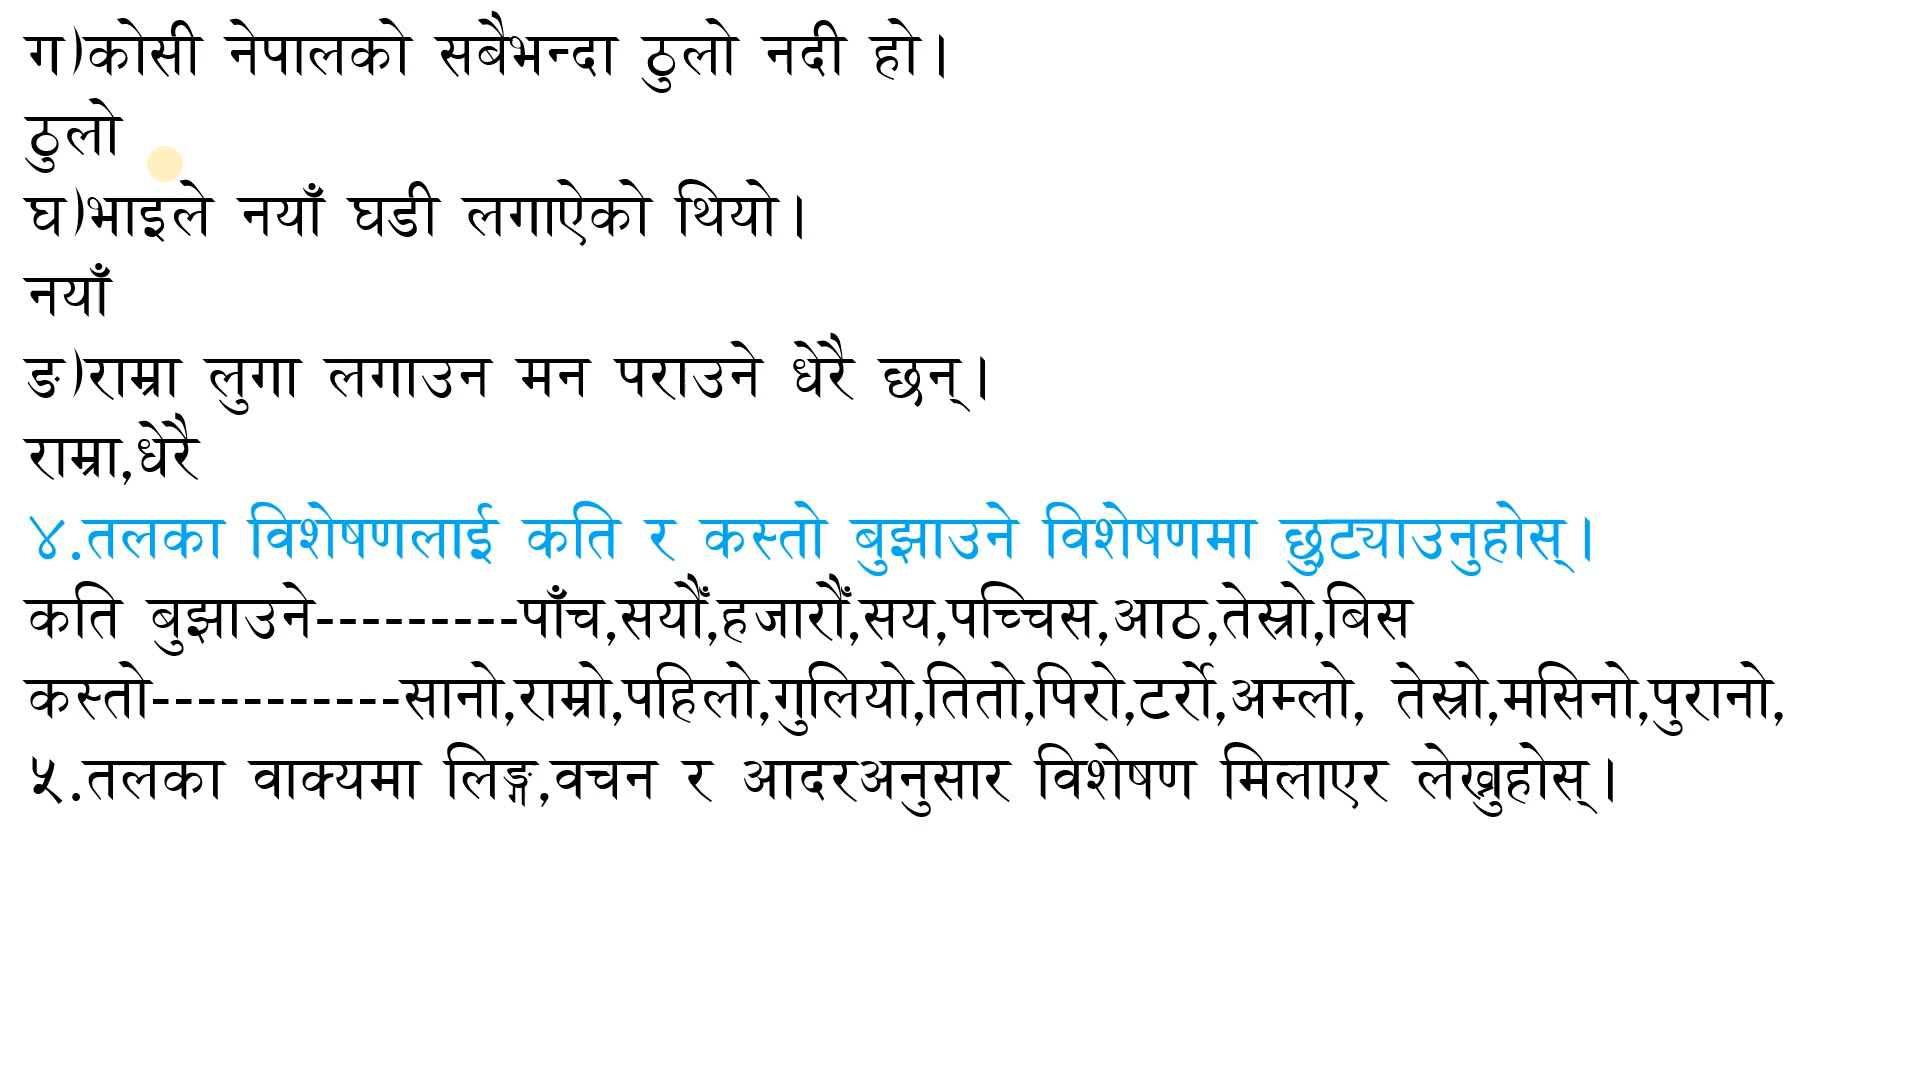 ग)कोसी नेपालको सबैभन्दा ठुलो नदी हो।
ठुलो
घ)भाइले नयाँ घडी लगाऐको थियो।
नयाँ
ङ)राम्रा लुगा लगाउन मन पराउने धेरै छन्।
राम्रा,धेरै
४.तलका विशेषणलाई कति र कस्तो बुझाउने विशेषणमा छुट्याउनुहोस्।
कति बुझाउने---------पाँच,सयौँ,हजारौँ,सय,पच्चिस,आठ,तेस्रो,बिस
कस्तो-----------सानो,राम्रो,पहिलो,गुलियो,तितो,पिरो,टर्रो,अम्लो, तेस्रो,मसिनो,पुरानो,
५.तलका वाक्यमा लिङ्ग,वचन र आदरअनुसार विशेषण मिलाएर लेख्नुहोस्।